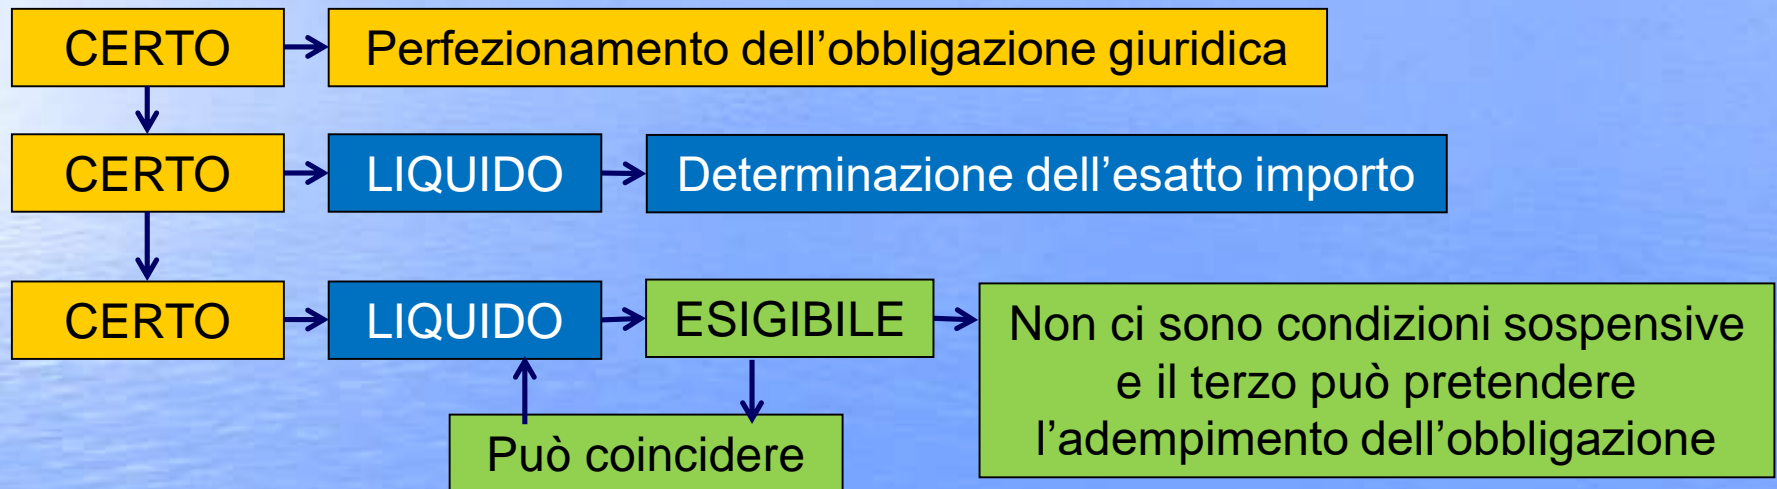 CERTO Perfezionamento dell’obbligazione giuridica
CERTO LIQUIDO Determinazione dell’esatto importo
CERTO LIQUIDO ESIGIBILE
Non ci sono condizioni sospensive
e il terzo può pretendere
l’adempimento dell’obbligazione
Può coincidere